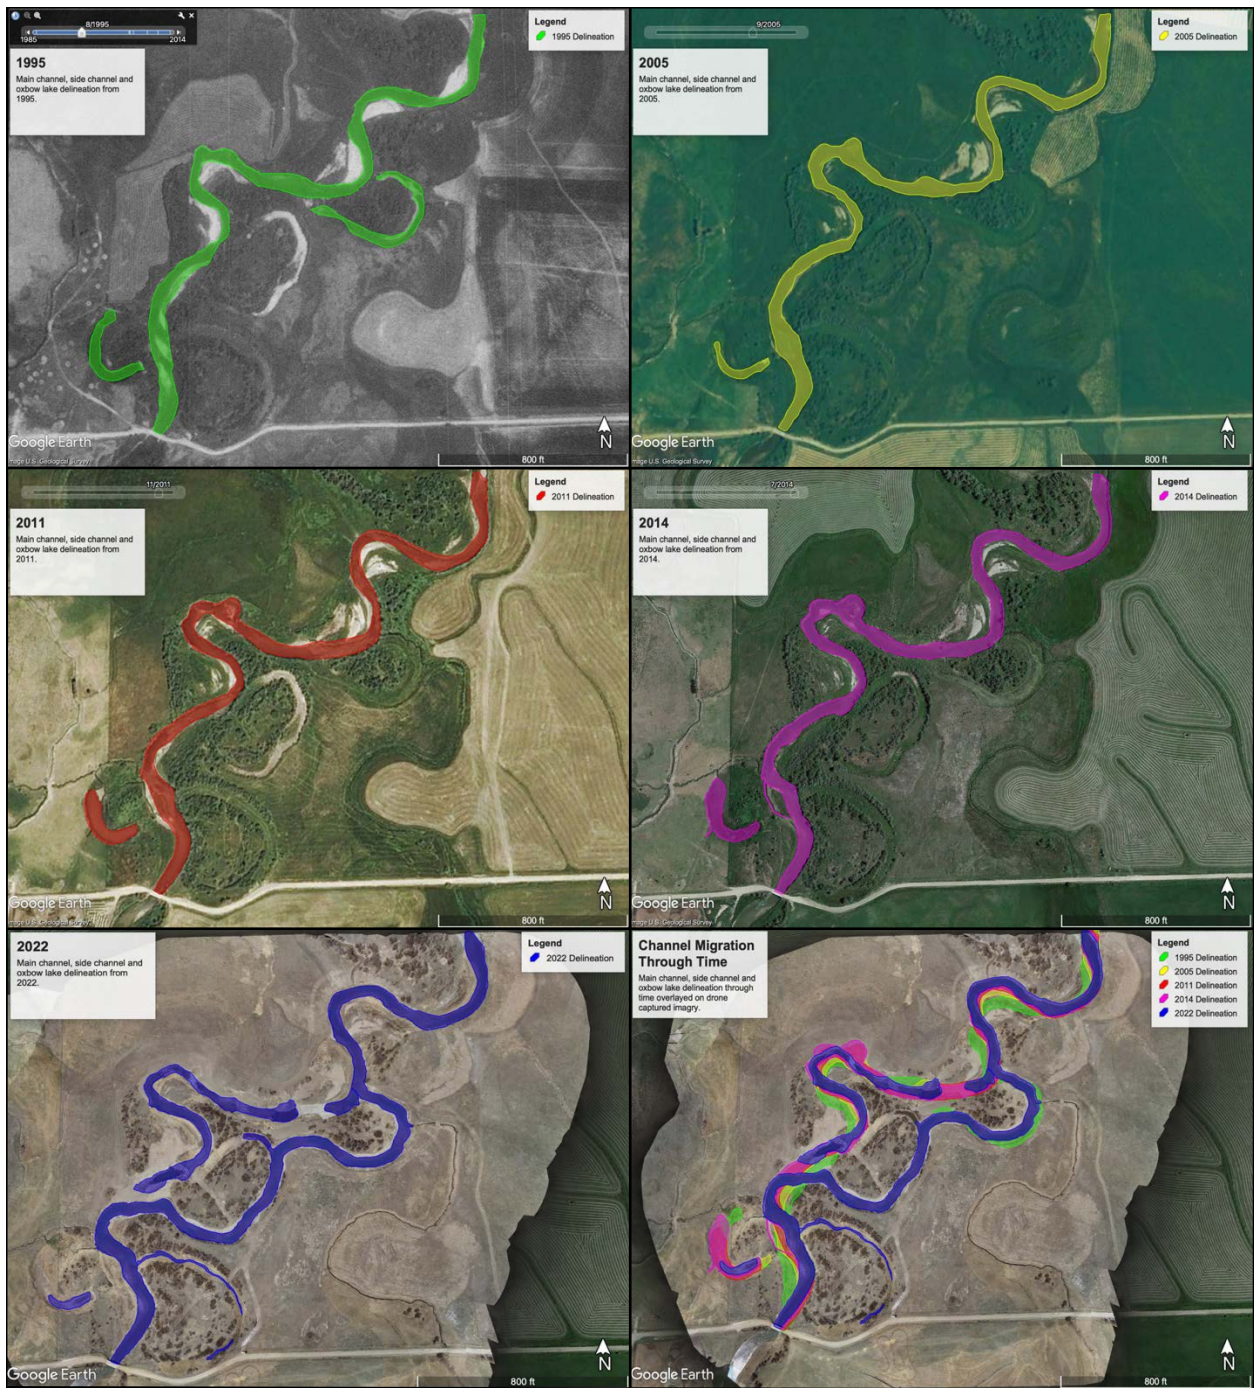 8/1995
1985
2014
1995
Main channel, side channel and
oxbow lake delineation from
1995.
Legend
1995 Delineation
Google Earth
Image U.S. Geological Survey
800 ft
N
9/2005
2005
Main channel, side channel and
oxbow lake delineation from
2005.
Legend
2005 Delineation
Google Earth
Image U.S. Geological Survey
800 ft
N
11/2011
2011
Main channel, side channel and
oxbow lake delineation from
2011.
Legend
2011 Delineation
Google Earth
Image U.S. Geological Survey
800 ft
N
7/2014
2014
Main channel, side channel and
oxbow lake delineation from
2014.
Legend
2014 Delineation
Google Earth
Image U.S. Geological Survey
800 ft
N
2022
Main channel, side channel and
oxbow lake delineation from
2022.
Legend
2022 Delineation
Google Earth
800 ft
N
Channel Migration
Through Time
Main channel, side channel and
oxbow lake delineation through
time overlayed on drone
captured imagry.
Legend
1995 Delineation
2005 Delineation
2011 Delineation
2014 Delineation
2022 Delineation
Google Earth
800 ft
N